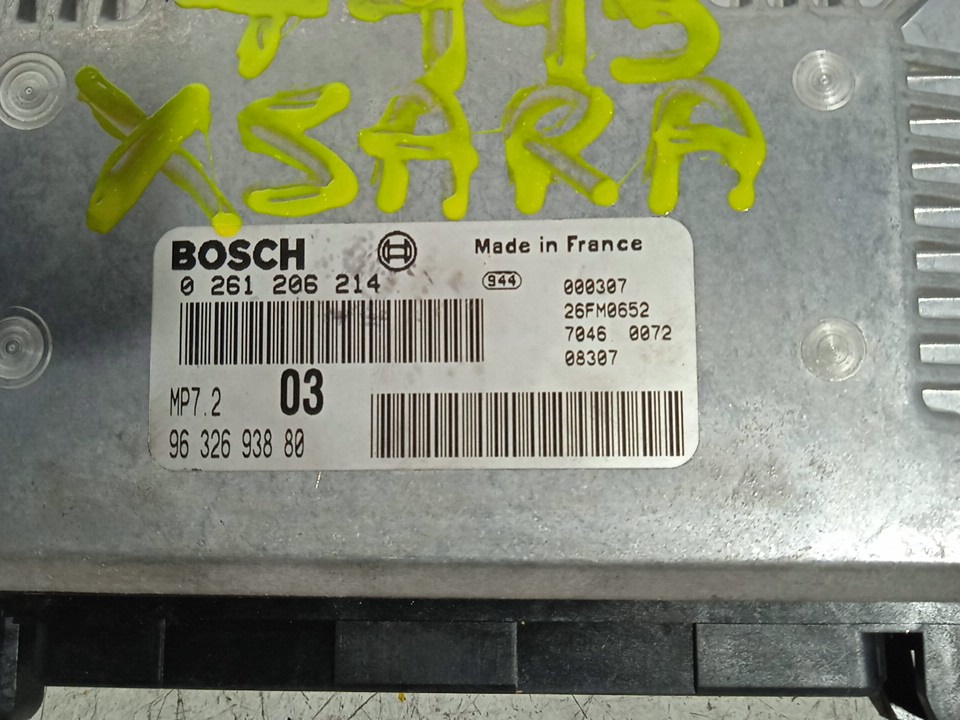 XSARA
BOSCH
Made in France
0 261 206 214
944
000307
26FM0652
7046 0072
08307
MP7.2
03
96 326 938 80